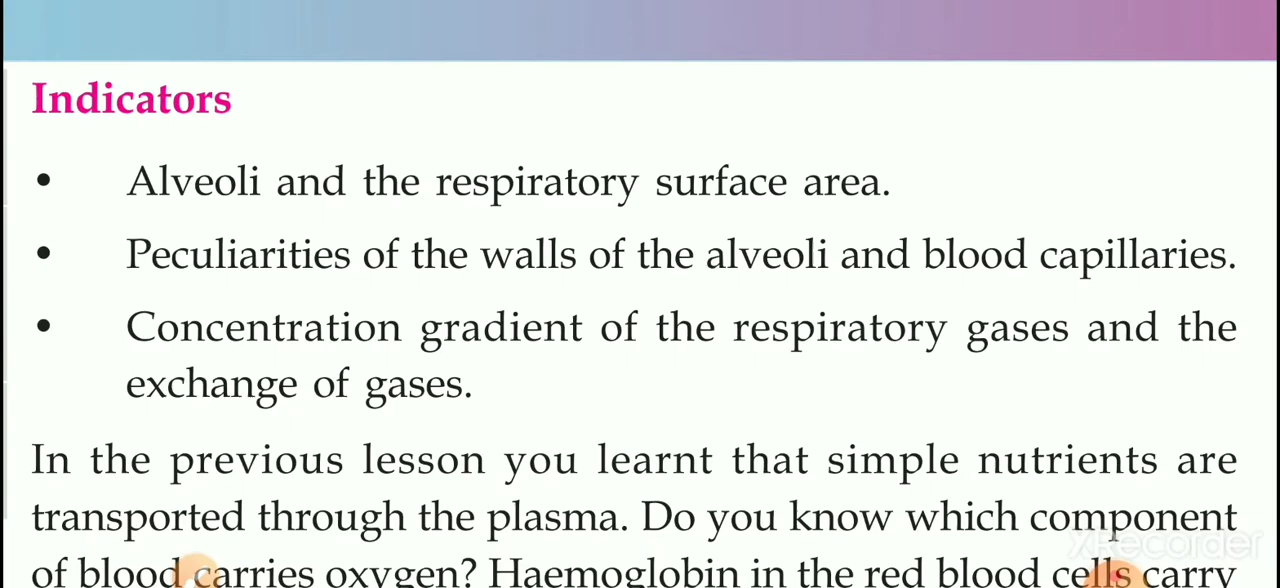 Indicators
• Alveoli and the respiratory surface area.
• Peculiarities of the walls of the alveoli and blood capillaries.
• Concentration gradient of the respiratory gases and the
exchange of gases.
In the previous lesson you learnt that simple nutrients are
transported through the plasma. Do you know which component
of blood carries oxygen? Haemoglobin in the red blood cells carry
XRecorder